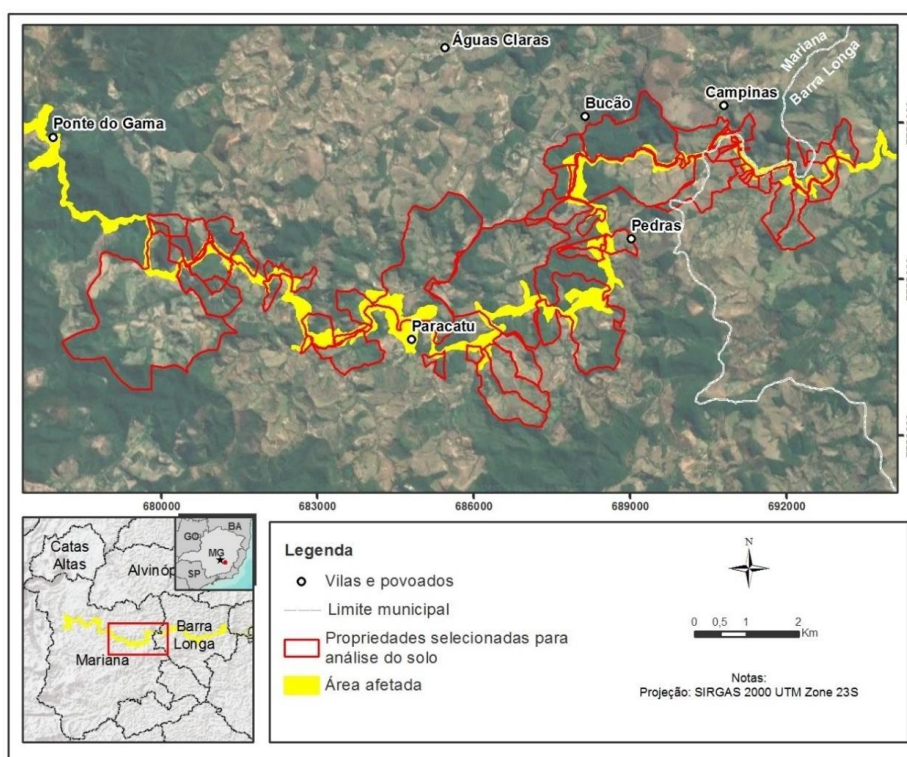 Águas Claras
Mariana
Barra Longa
Bucão
Campinas
Ponte do Gama
Pedras
Paracatu
680000
683000
686000
689000
692000
Catas
Altas
Alvinóp
Barra
Longa
Mariana
GO
BA
MG
SP
Legenda
Vilas e povoados
Limite municipal
Propriedades selecionadas para
análise do solo
Área afetada
N
0 0,5 1 2
Km
Notas:
Projeção: SIRGAS 2000 UTM Zone 23S